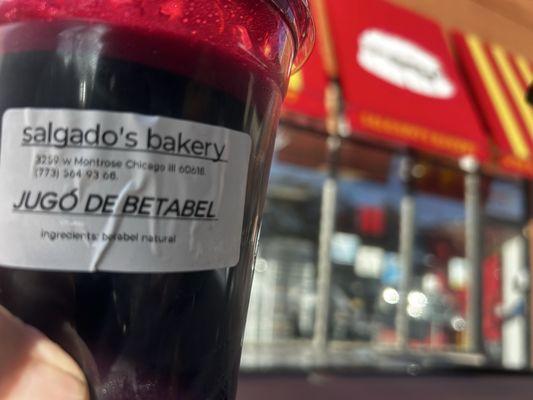 salgado's bakery
3259 w Montrose Chicago ill 60618.
(773) 564 93 68.
JUGÓ DE BETABEL
ingredients: betabel natural